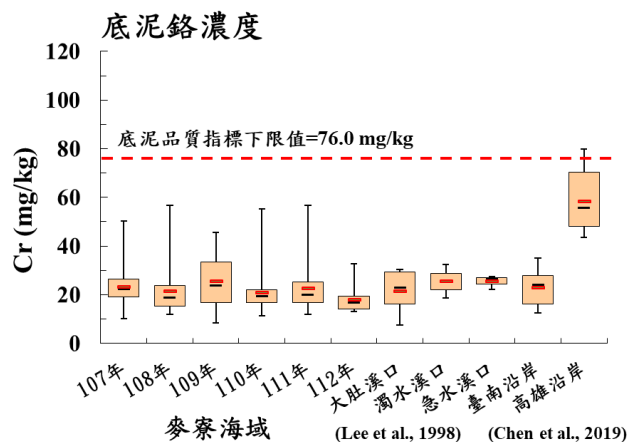 底泥鉻濃度
120
100
底泥品質指標下限值=76.0 mg/kg
80
60
40
20
0
Cr (mg/kg)
107年
108年
109年
110年
111年
112年
大肚溪口
濁水溪口
急水溪口
臺南沿岸
高雄沿岸
麥寮海域
(Lee et al., 1998)
(Chen et al., 2019)